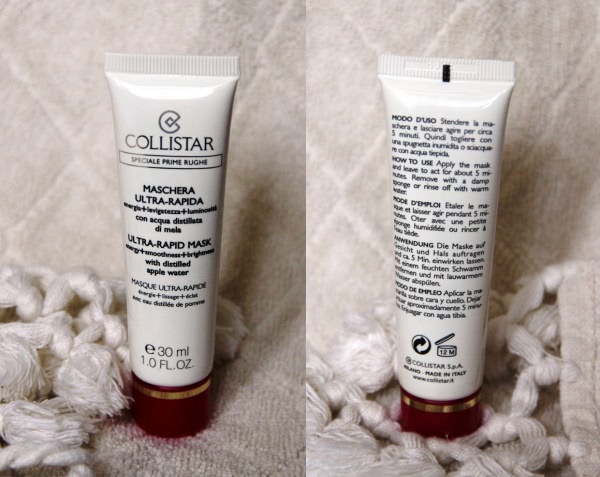 COLLISTAR
SPECIALE PRIME RUGHE
MASCHERA
ULTRA-RAPIDA
energia+levigatezza+luminosità
con acqua distillata
di mela
ULTRA-RAPID MASK
energy+smoothness+brightness
with distilled
apple water
MASQUE ULTRA-RAPIDE
énergie+lissage+éclat
avec eau distillée de pomme
e 30 ml
1.0 FL.OZ.
MODO D'USO Stendere la ma-
schera e lasciare agire per circa
5 minuti. Quindi togliere con
una spugnetta inumidita o sciacqua-
re con acqua tiepida.
HOW TO USE Apply the mask
and leave to act for about 5 mi-
nutes. Remove with a damp
sponge or rinse off with warm
water.
MODE D'EMPLOI Etaler le mas-
que et laisser agir pendant 5 mi-
nutes. Oter avec une petite
éponge humidifiée ou rincer à
l'eau tiède.
ANWENDUNG Die Maske auf
Gesicht und Hals auftragen
und ca. 5 Min. einwirken lassen,
entfernen und mit lauwarmem
Mit einem feuchten Schwamm
Wasser abspülen.
MODO DE EMPLEO Aplicar la ma-
scarilla sobre cara y cuello. Dejar
actuar aproximadamente 5 minu-
tos. Enjuagar con agua tibia.
12 M
COLLISTAR S.p.A.
MILANO - MADE IN ITALY
www.collistar.it